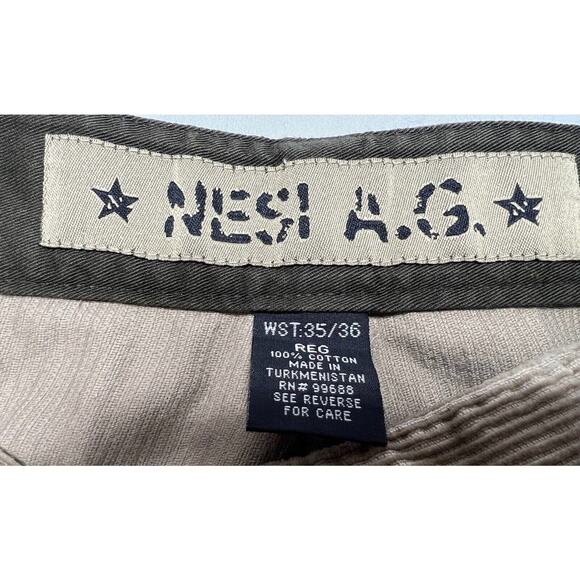 NESI A.G.
WST:35/36
REG
100% COTTON
MADE IN
TURKMENISTAN
RN# 99688
SEE REVERSE
FOR CARE